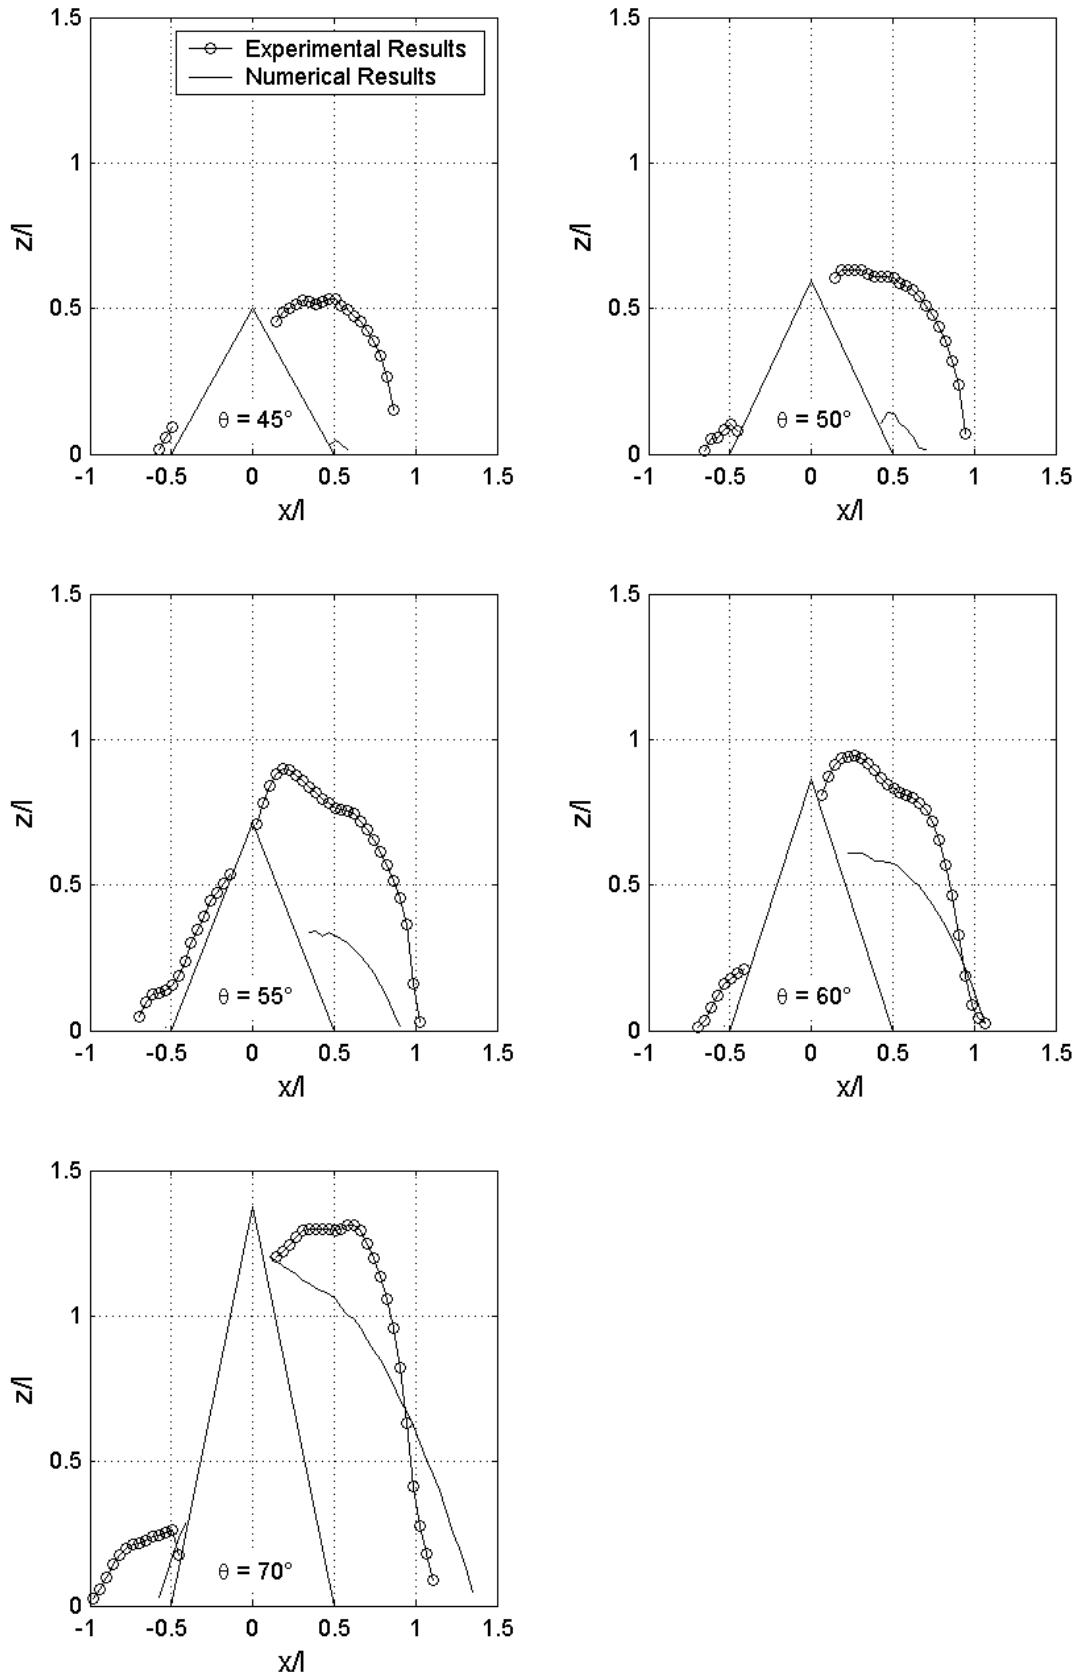 1.5
Experimental Results
Numerical Results
1
z/l
0.5
θ = 45°
0
-1 -0.5 0 0.5 1 1.5
x/l
1.5
1
z/l
0.5
θ = 50°
0
-1 -0.5 0 0.5 1 1.5
x/l
1.5
1
z/l
0.5
θ = 55°
0
-1 -0.5 0 0.5 1 1.5
x/l
1.5
1
z/l
0.5
θ = 60°
0
-1 -0.5 0 0.5 1 1.5
x/l
1.5
1
z/l
0.5
θ = 70°
0
-1 -0.5 0 0.5 1 1.5
x/l